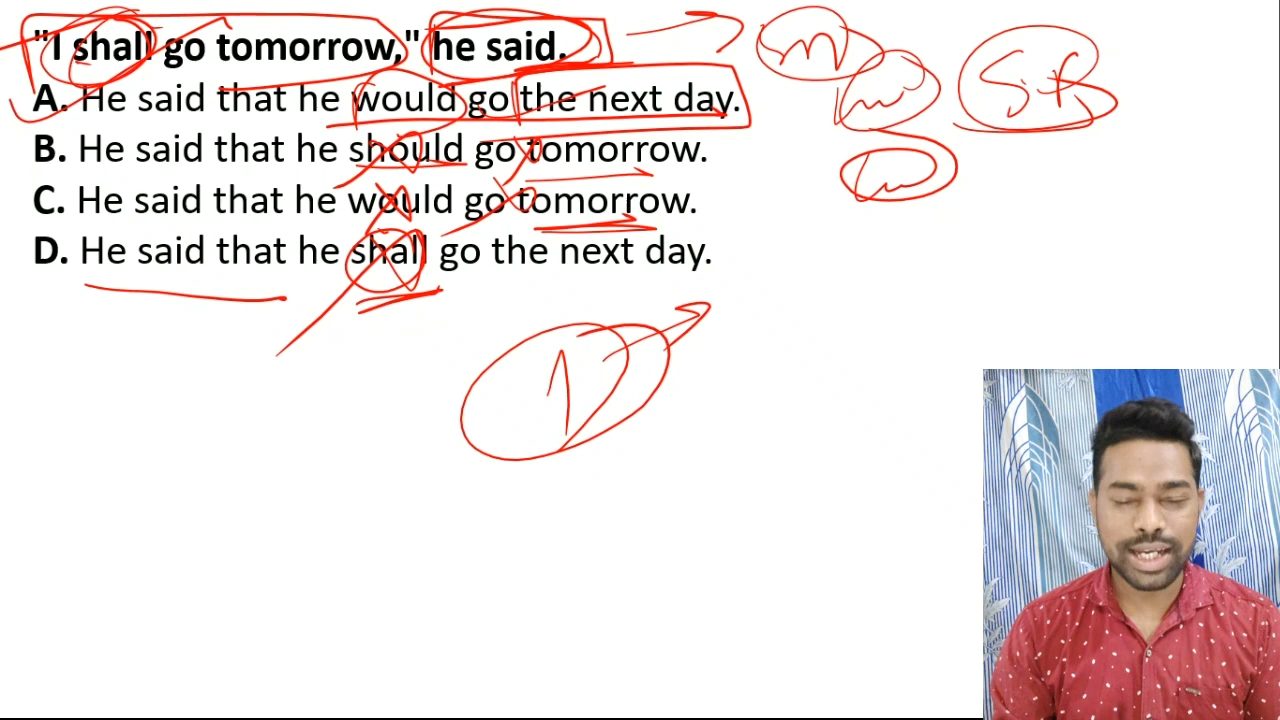 "I shall go tomorrow," he said.
A. He said that he would go the next day.
B. He said that he should go tomorrow.
C. He said that he would go tomorrow.
D. He said that he shall go the next day.